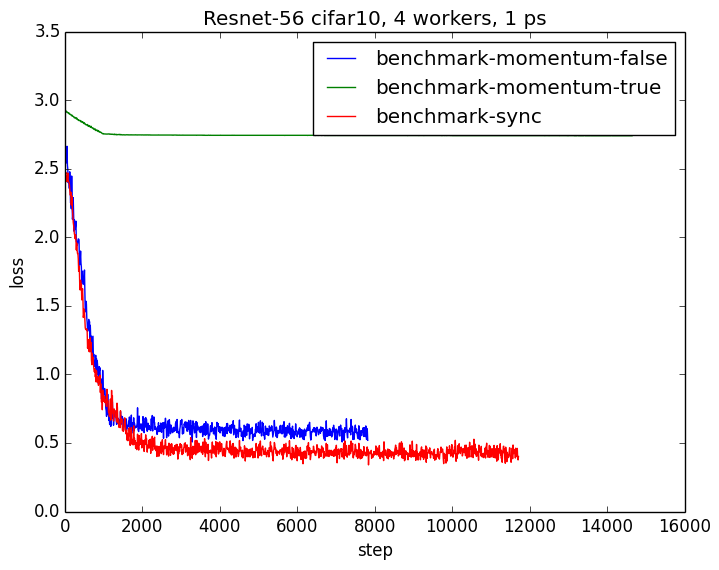 Resnet-56 cifar10, 4 workers, 1 ps
benchmark-momentum-false
benchmark-momentum-true
benchmark-sync
3.5
3.0
2.5
2.0
1.5
1.0
0.5
0.0
loss
0 2000 4000 6000 8000 10000 12000 14000 16000
step